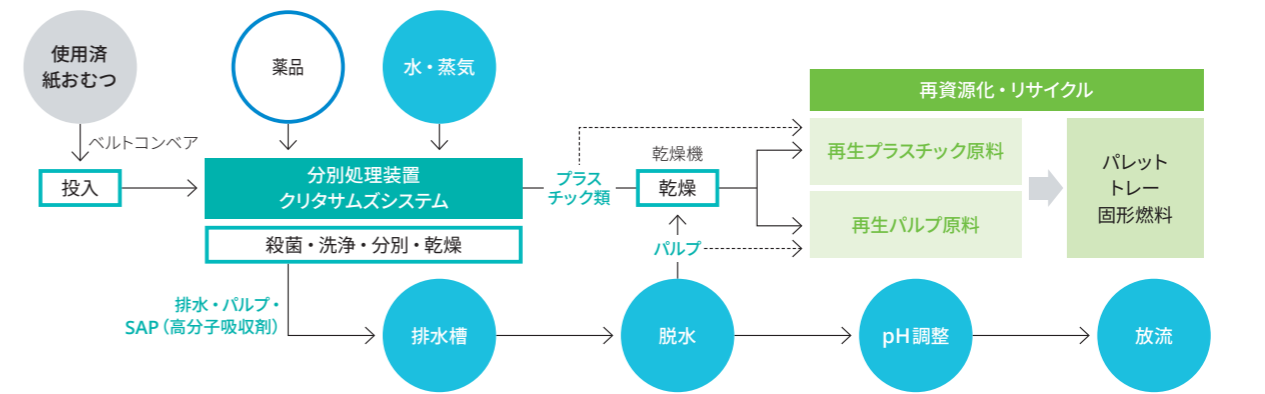 使用済
紙おむつ
薬品
水・蒸気
ベルトコンベア
投入
分別処理装置
クリタサムズシステム
殺菌・洗浄・分別・乾燥
プラス
チック類
乾燥機
乾燥
パルプ
再資源化・リサイクル
再生プラスチック原料
再生パルプ原料
パレット
トレー
固形燃料
排水・パルプ・
SAP（高分子吸収剤）
排水槽
脱水
pH調整
放流